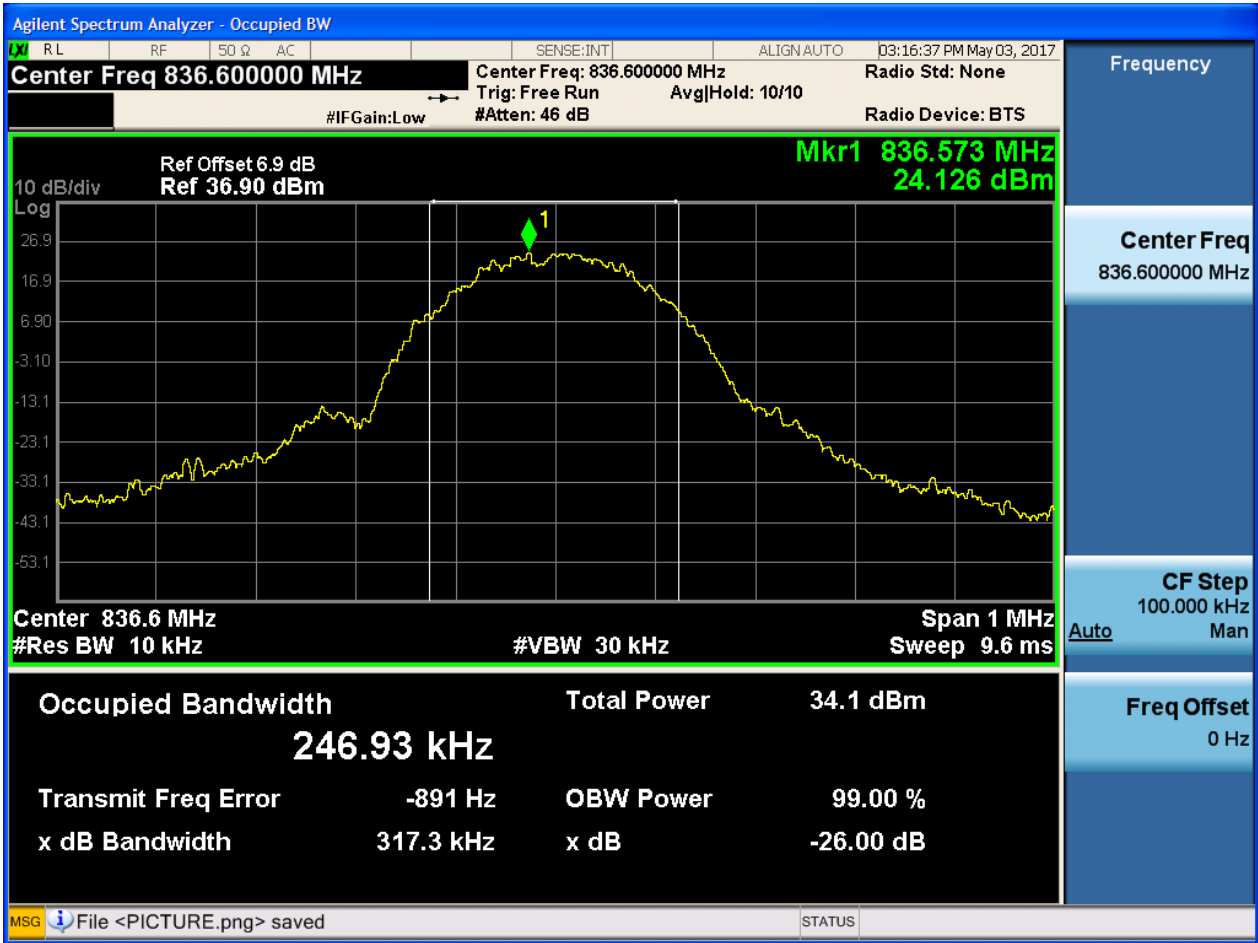 Agilent Spectrum Analyzer - Occupied BW
LXI RL RF 50 Ω AC SENSE:INT ALIGN AUTO 03:16:37 PM May 03, 2017
Center Freq 836.600000 MHz
Center Freq: 836.600000 MHz
Radio Std: None
Trig: Free Run Avg|Hold: 10/10
#IFGain:Low
#Atten: 46 dB
Radio Device: BTS
Frequency
Mkr1 836.573 MHz
24.126 dBm
Ref Offset 6.9 dB
10 dB/div Ref 36.90 dBm
Log
1
26.9
16.9
6.90
-3.10
-13.1
-23.1
-33.1
-43.1
-53.1
Center 836.6 MHz Span 1 MHz
#Res BW 10 kHz #VBW 30 kHz Sweep 9.6 ms
Center Freq
836.600000 MHz
CF Step
100.000 kHz
Auto Man
Freq Offset
0 Hz
Occupied Bandwidth Total Power 34.1 dBm
246.93 kHz
Transmit Freq Error -891 Hz OBW Power 99.00 %
x dB Bandwidth 317.3 kHz x dB -26.00 dB
MSG File <PICTURE.png> saved STATUS